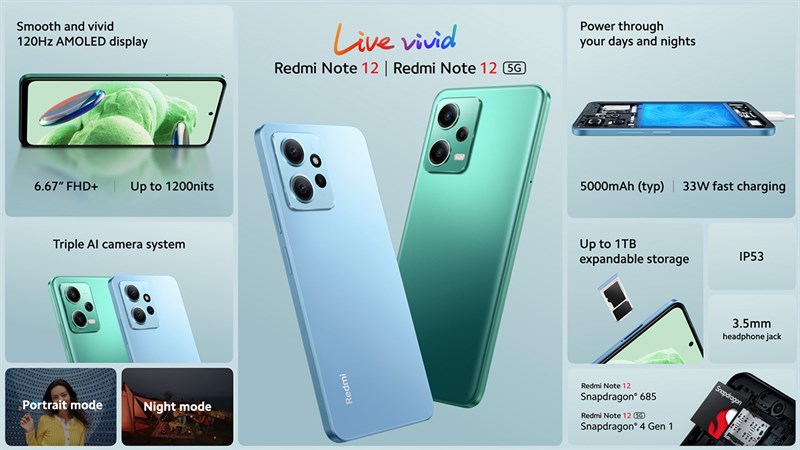 Smooth and vivid
120Hz AMOLED display
6.67" FHD+ | Up to 1200nits
Triple AI camera system
Portrait mode
Night mode
Live vivid
Redmi Note 12 | Redmi Note 12 5G
Redmi
Power through
your days and nights
5000mAh (typ) | 33W fast charging
Up to 1TB
expandable storage
IP53
3.5mm
headphone jack
Redmi Note 12
Snapdragon® 685
Redmi Note 12 5G
Snapdragon® 4 Gen 1
Snapdragon